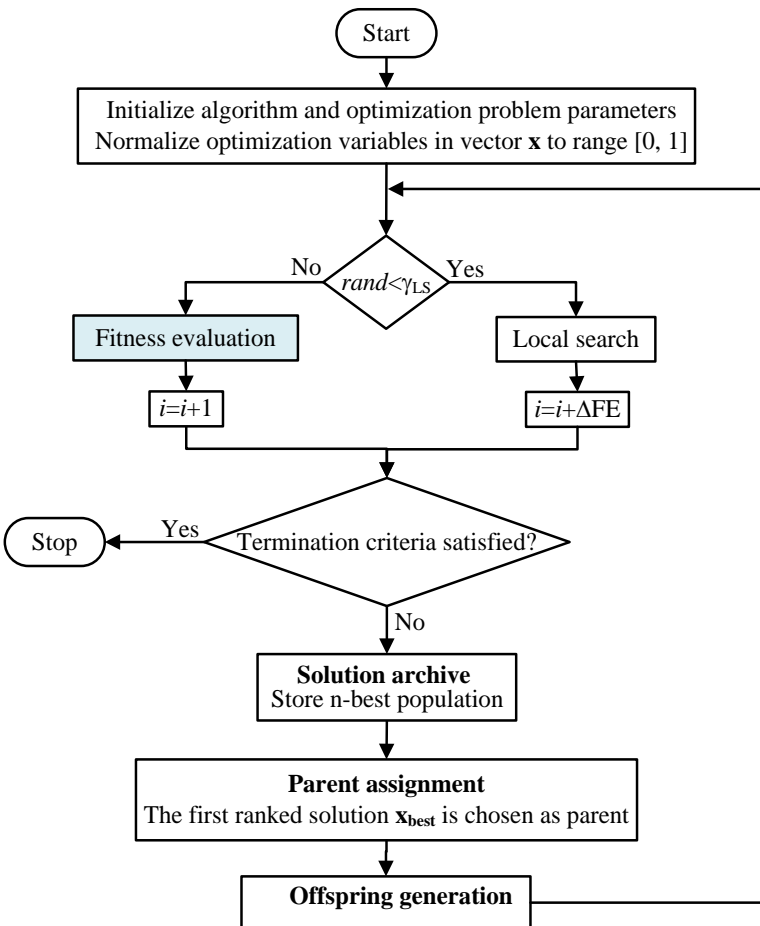 Start
Initialize algorithm and optimization problem parameters
Normalize optimization variables in vector x to range [0, 1]
No
rand<γLS
Yes
Fitness evaluation
Local search
i=i+1
i=i+ΔFE
Stop
Yes
Termination criteria satisfied?
No
Solution archive
Store n-best population
Parent assignment
The first ranked solution xbest is chosen as parent
Offspring generation